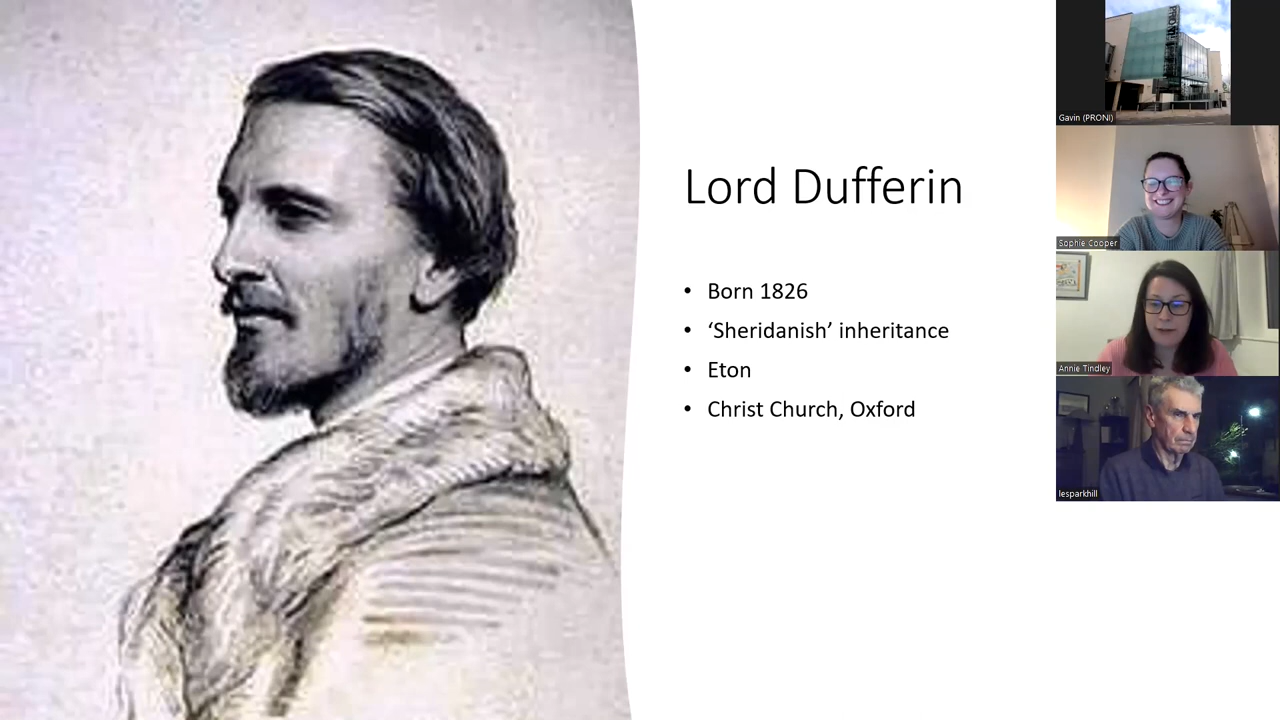 Lord Dufferin
• Born 1826
• ‘Sheridanish’ inheritance
• Eton
• Christ Church, Oxford
Gavin (PRONI)
Sophie Cooper
Annie Tindley
lesparkhill